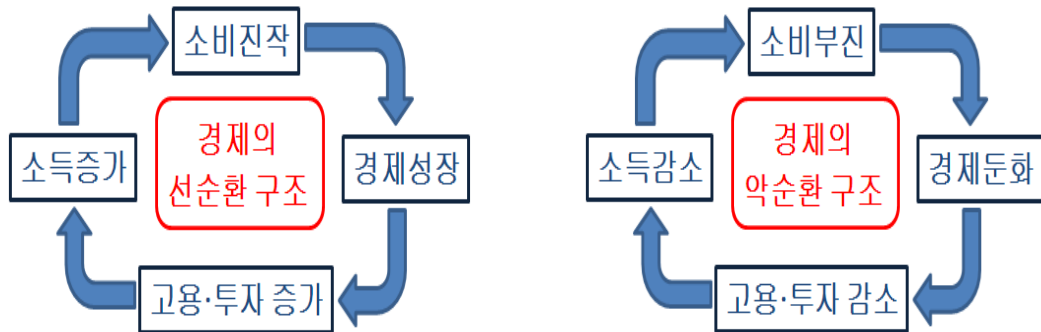 소비진작
경제의
선순환 구조
소득증가
경제성장
고용·투자 증가
소비부진
경제의
악순환 구조
소득감소
경제둔화
고용·투자 감소